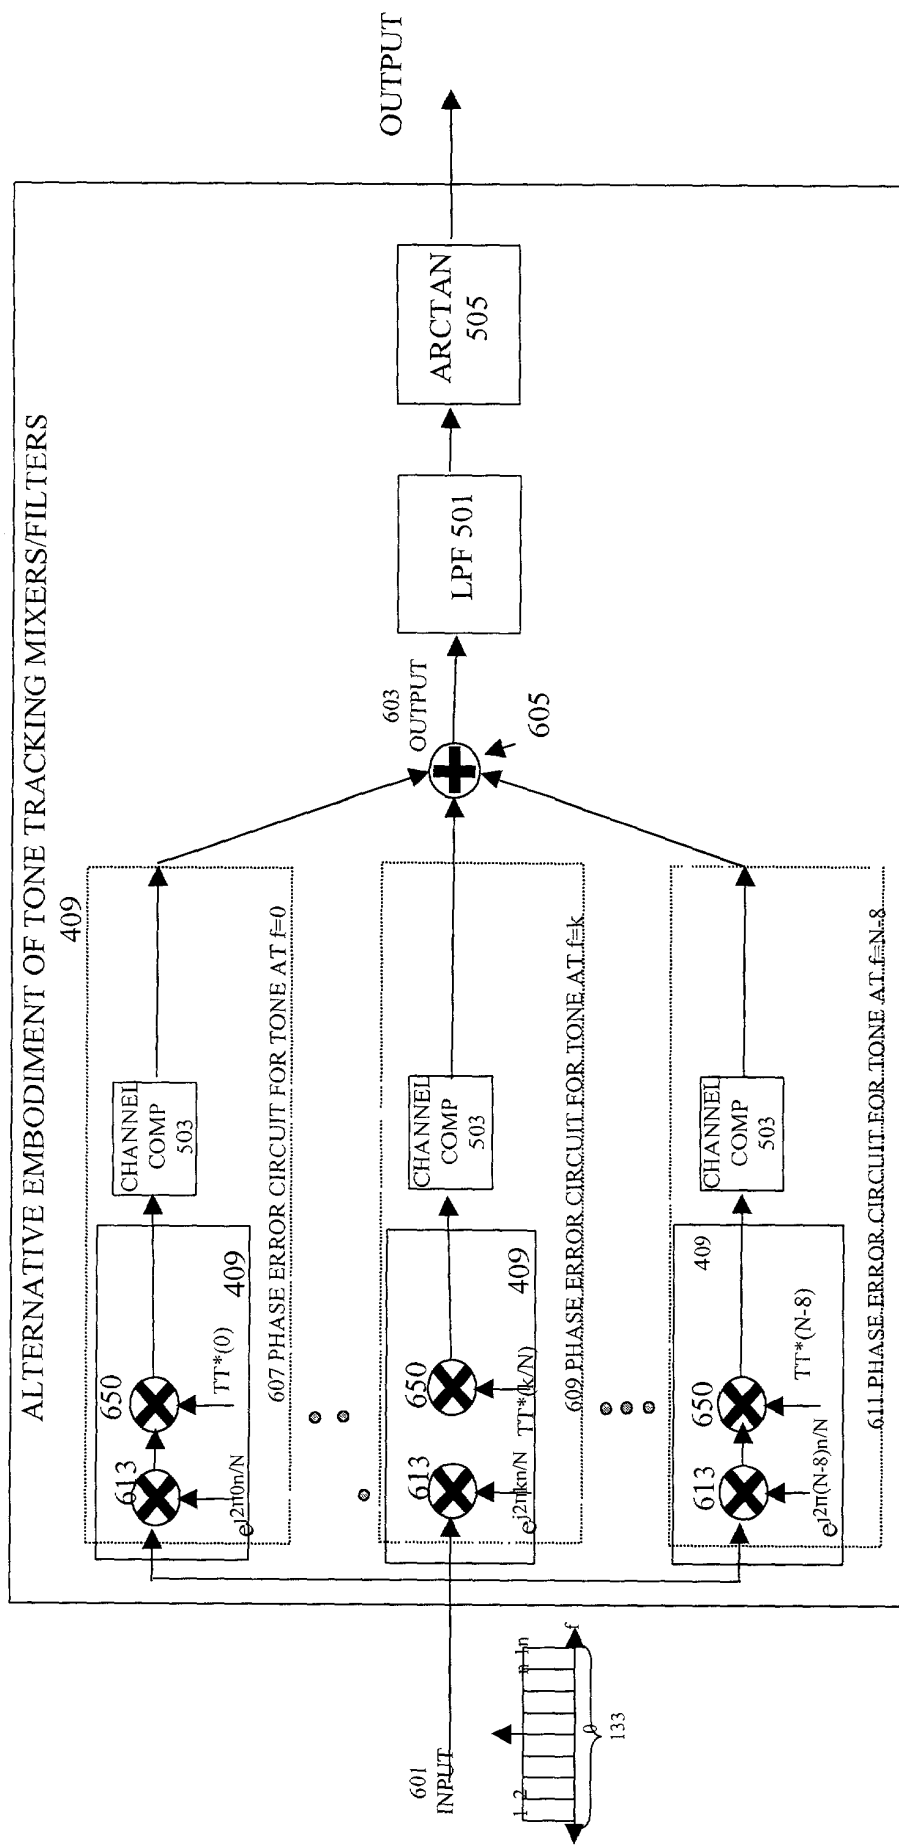 ALTERNATIVE EMBODIMENT OF TONE TRACKING MIXERS/FILTERS
409
613
650
e^j2π0n/N
TT*(0)
409
CHANNEL
COMP
503
607 PHASE ERROR CIRCUIT FOR TONE AT f=0
601
INPUT
613
650
e^j2πkn/N
TT*(k/N)
409
CHANNEL
COMP
503
609 PHASE ERROR CIRCUIT FOR TONE AT f=k
603
OUTPUT
605
LPF 501
ARCTAN
505
OUTPUT
409
613
650
e^j2π(N-8)n/N
TT*(N-8)
CHANNEL
COMP
503
611 PHASE ERROR CIRCUIT FOR TONE AT f=N-8
1 2
f
0
133